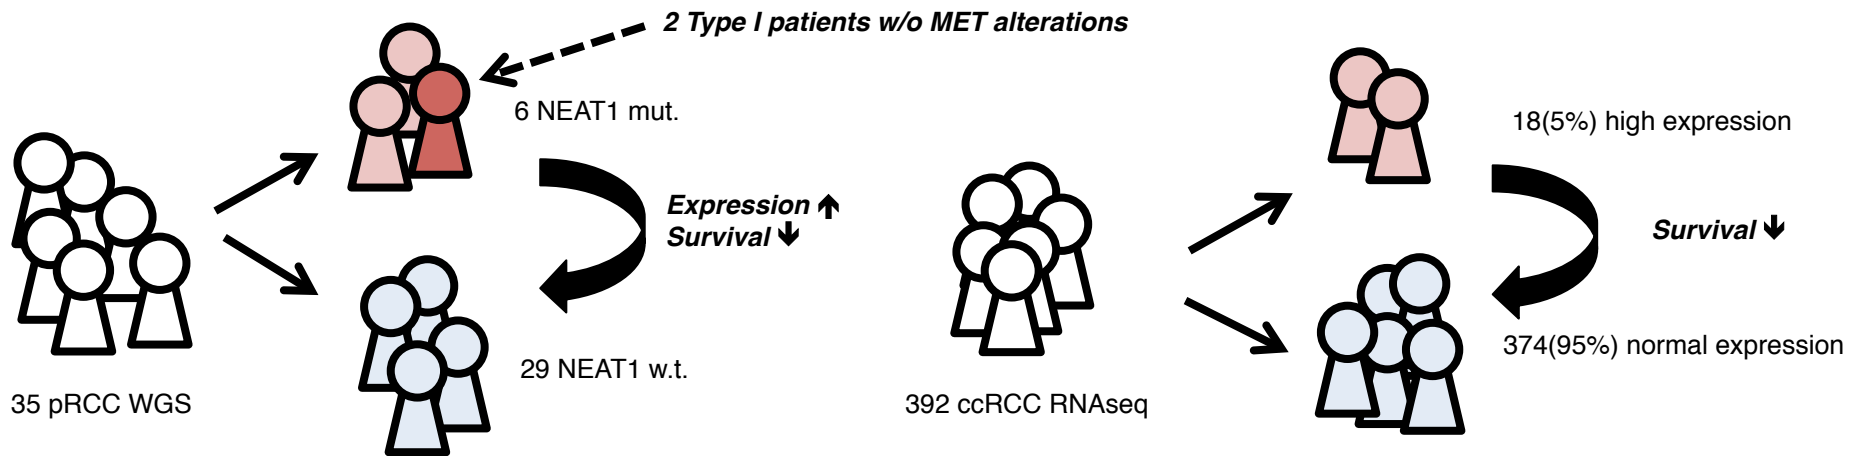 2 Type I patients w/o MET alterations
6 NEAT1 mut.
Expression ↑
Survival ↓
29 NEAT1 w.t.
35 pRCC WGS
18(5%) high expression
Survival ↓
374(95%) normal expression
392 ccRCC RNAseq